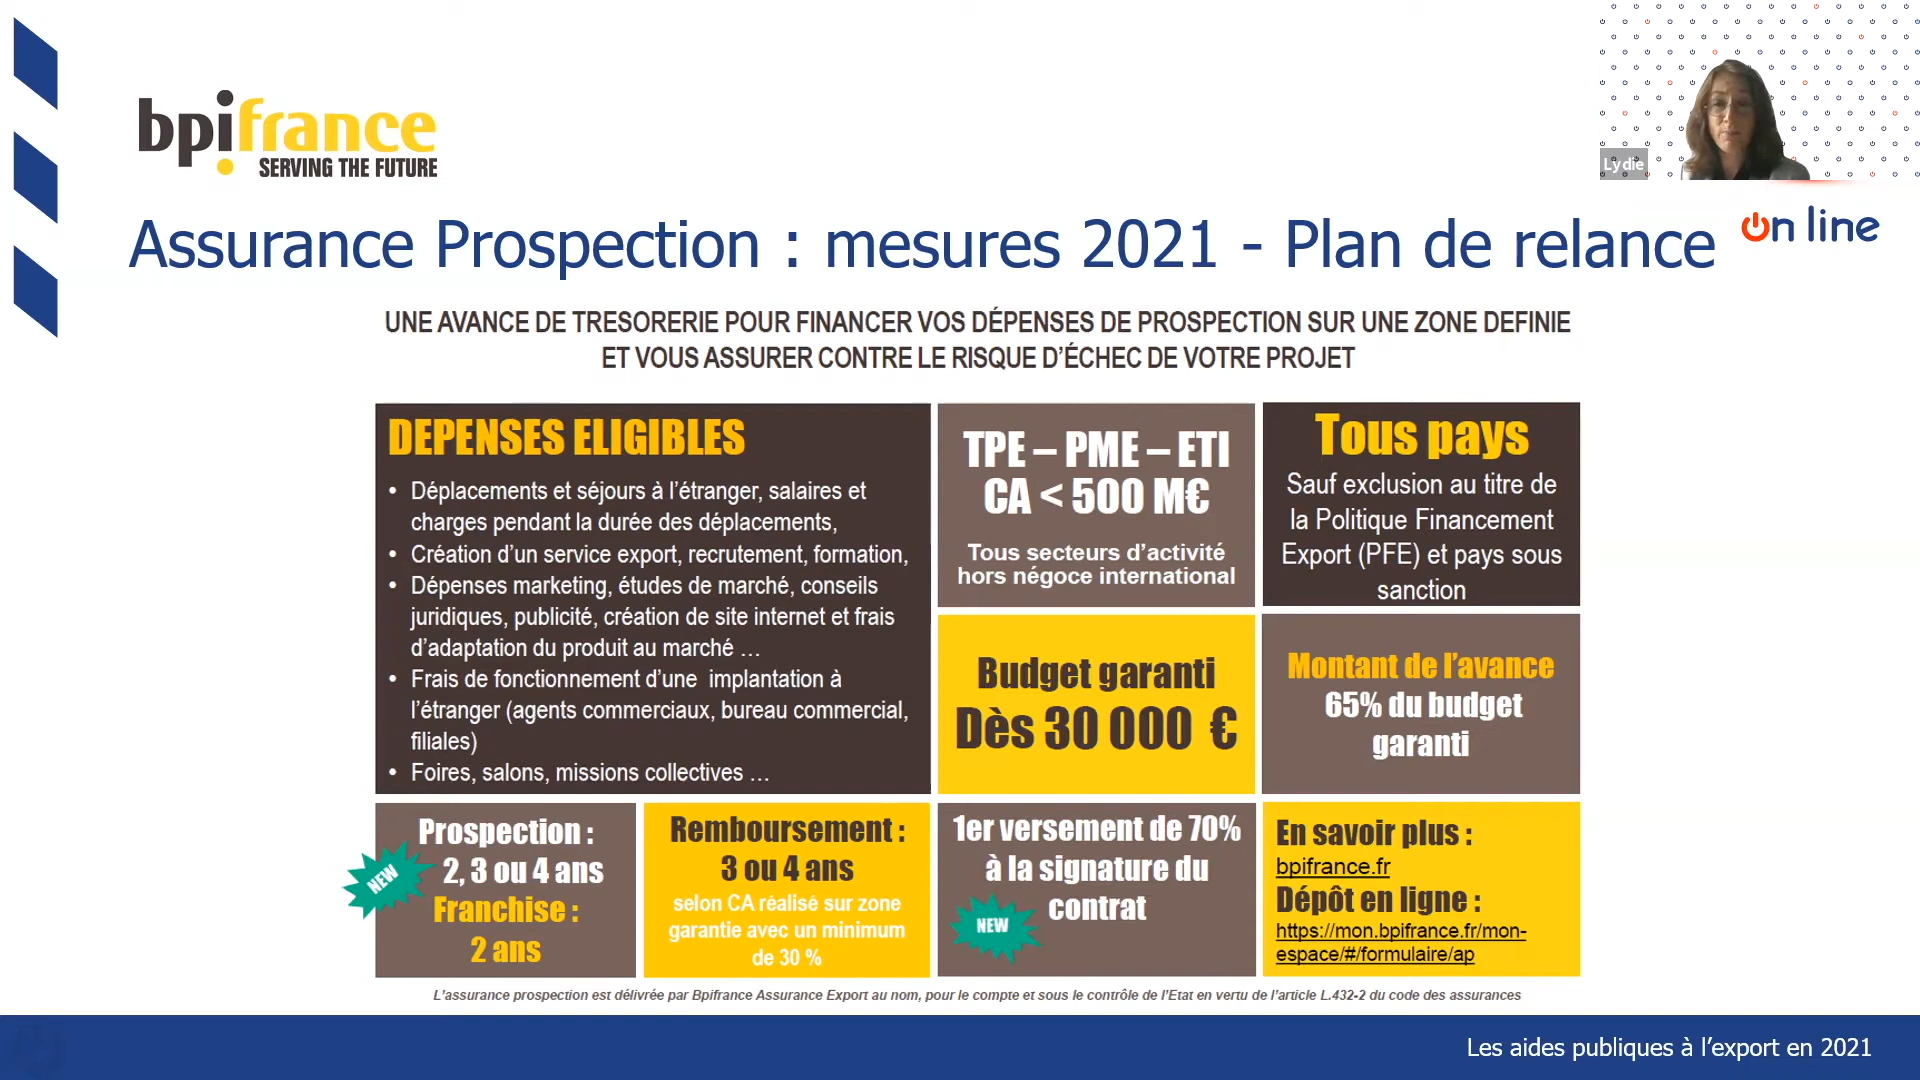 bpifrance
SERVING THE FUTURE
Lydie
Assurance Prospection : mesures 2021 - Plan de relance
on line
UNE AVANCE DE TRESORERIE POUR FINANCER VOS DÉPENSES DE PROSPECTION SUR UNE ZONE DEFINIE
ET VOUS ASSURER CONTRE LE RISQUE D'ÉCHEC DE VOTRE PROJET
DEPENSES ELIGIBLES
• Déplacements et séjours à l'étranger, salaires et
charges pendant la durée des déplacements,
• Création d'un service export, recrutement, formation,
• Dépenses marketing, études de marché, conseils
juridiques, publicité, création de site internet et frais
d'adaptation du produit au marché …
• Frais de fonctionnement d'une implantation à
l'étranger (agents commerciaux, bureau commercial,
filiales)
• Foires, salons, missions collectives …
TPE – PME – ETI
CA < 500 M€
Tous secteurs d'activité
hors négoce international
Tous pays
Sauf exclusion au titre de
la Politique Financement
Export (PFE) et pays sous
sanction
Budget garanti
Dès 30 000 €
Montant de l'avance
65% du budget
garanti
Prospection :
2, 3 ou 4 ans
NEW
Franchise :
2 ans
Remboursement :
3 ou 4 ans
selon CA réalisé sur zone
garantie avec un minimum
de 30 %
1er versement de 70%
à la signature du
contrat
NEW
En savoir plus :
bpifrance.fr
Dépôt en ligne :
https://mon.bpifrance.fr/mon-
espace/#/formulaire/ap
L'assurance prospection est délivrée par Bpifrance Assurance Export au nom, pour le compte et sous le contrôle de l'Etat en vertu de l'article L.432-2 du code des assurances
Les aides publiques à l'export en 2021